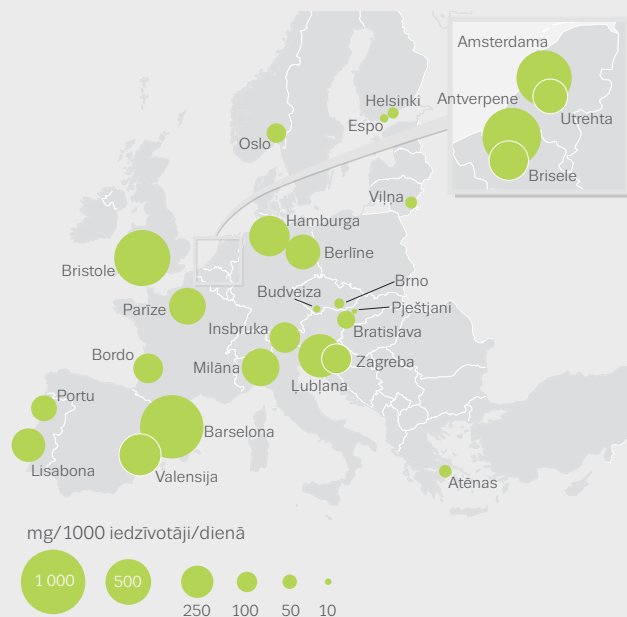 Amsterdama
Antverpene
Utrehta
Brisele
Helsinki
Espo
Oslo
Viļņa
Hamburga
Berlīne
Bristole
Brno
Budveiza
Pještjani
Parīze
Insbruka
Bratislava
Bordo
Milāna
Zagreba
Ļubļana
Portu
Barselona
Lisabona
Valensija
Atēnas
mg/1000 iedzīvotāji/dienā
1 000 500
250 100 50 10